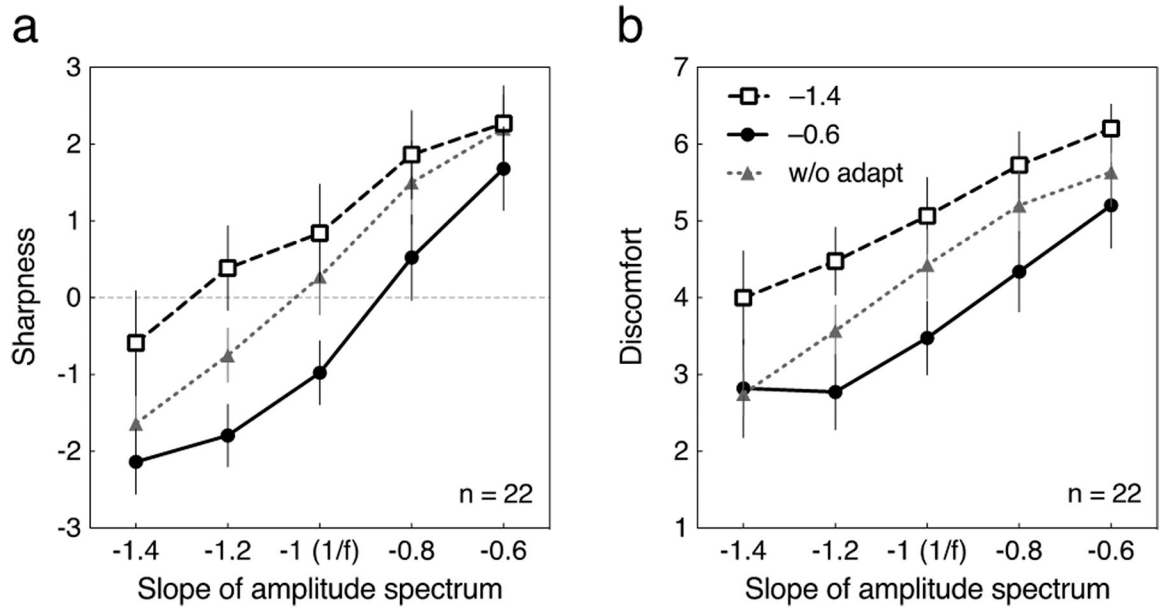 a
3
2
1
0
-1
-2
-3
Sharpness
-1.4 -1.2 -1 (1/f) -0.8 -0.6
Slope of amplitude spectrum
n = 22
b
7
6
5
4
3
2
1
Discomfort
–1.4
–0.6
w/o adapt
n = 22
-1.4 -1.2 -1 (1/f) -0.8 -0.6
Slope of amplitude spectrum